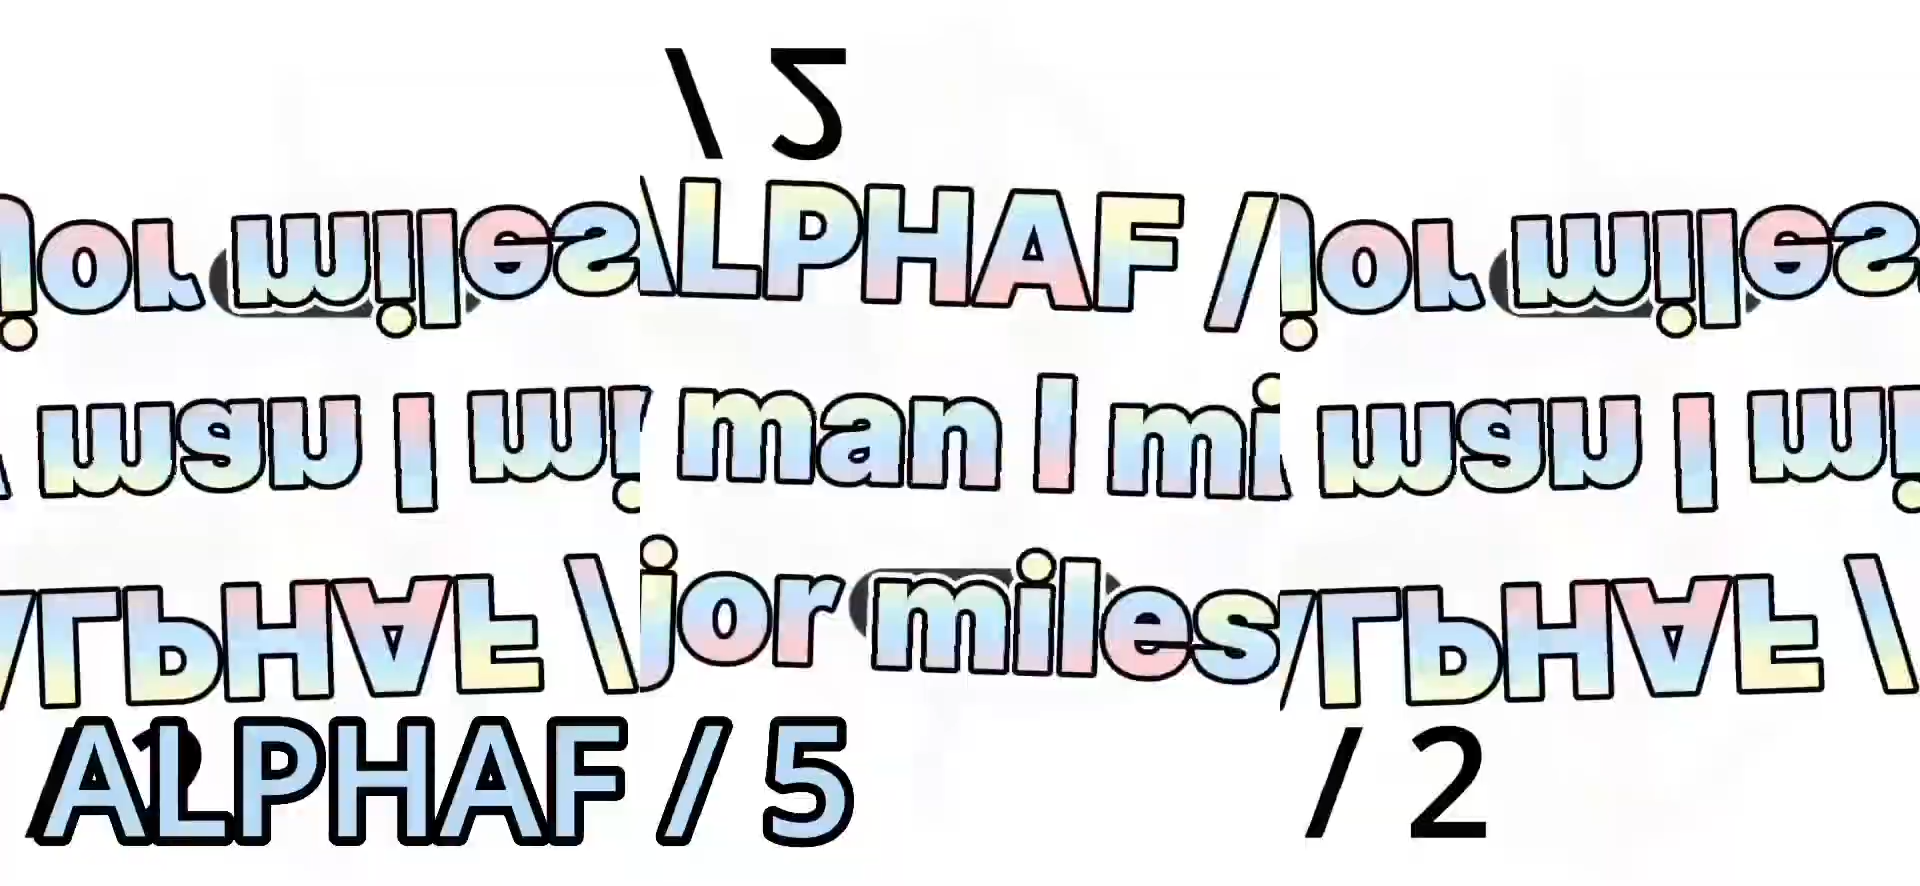 / 2
jor miles ALPHAF / jor miles
man I mi man I mi man I mi
ALPHAF / jor miles ALPHAF /
ALPHAF / 5 / 2